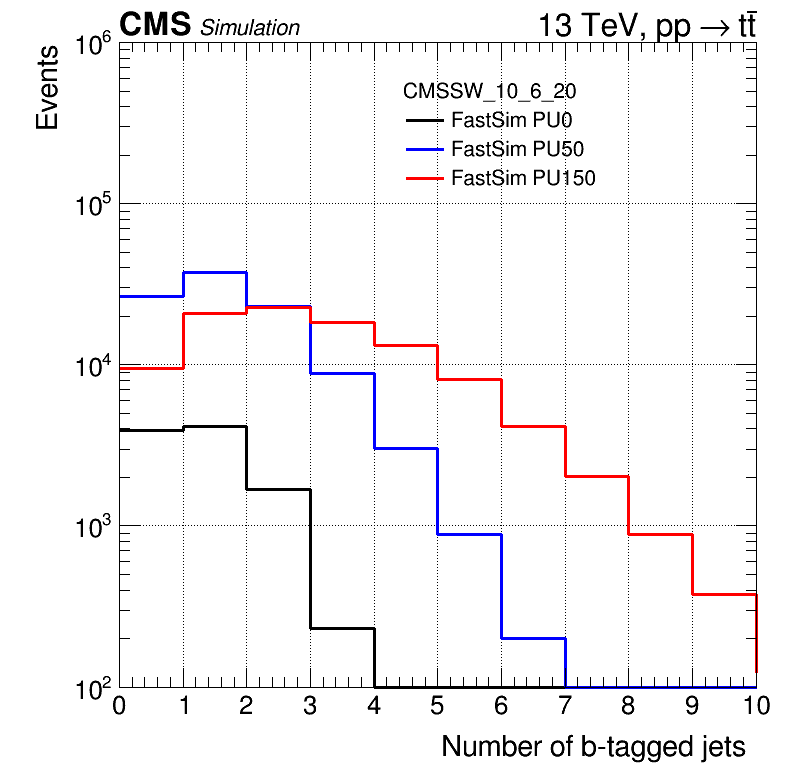 CMS Simulation 13 TeV, pp → tt̄
Events
10⁶
CMSSW_10_6_20
FastSim PU0
FastSim PU50
FastSim PU150
10⁵
10⁴
10³
10²
0 1 2 3 4 5 6 7 8 9 10
Number of b-tagged jets